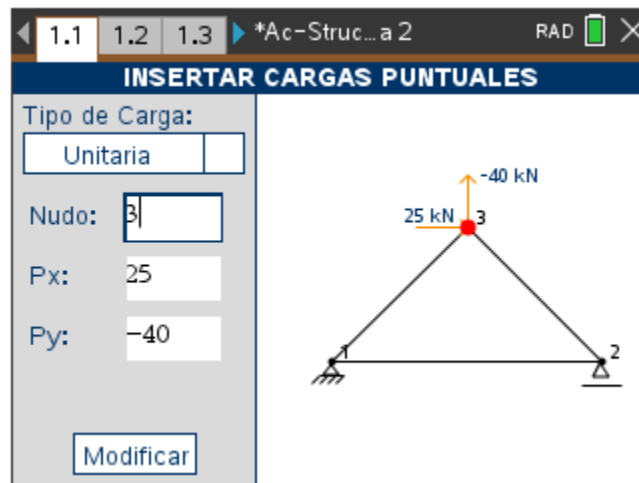 1.1 1.2 1.3 *Ac-Struc...a 2 RAD
INSERTAR CARGAS PUNTUALES
Tipo de Carga:
Unitaria
Nudo: 3
Px: 25
Py: -40
Modificar
-40 kN
25 kN 3
1
2